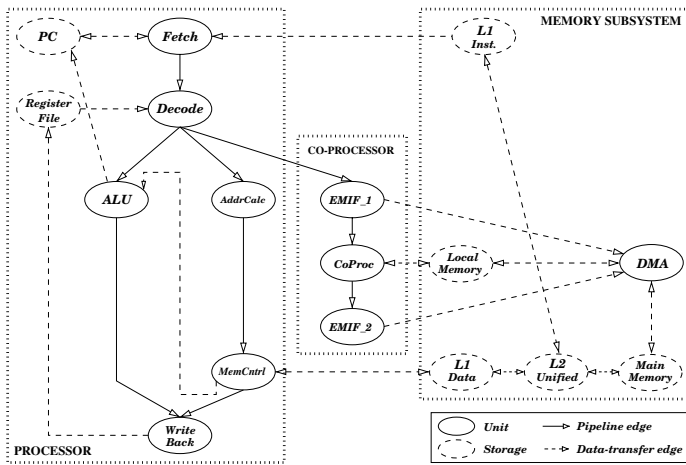 MEMORY SUBSYSTEM
PC
Fetch
L1
Inst.
Register
File
Decode
CO-PROCESSOR
ALU
AddrCalc
EMIF_1
CoProc
Local
Memory
DMA
EMIF_2
MemCntrl
L1
Data
L2
Unified
Main
Memory
Write
Back
PROCESSOR
Unit
Pipeline edge
Storage
Data-transfer edge